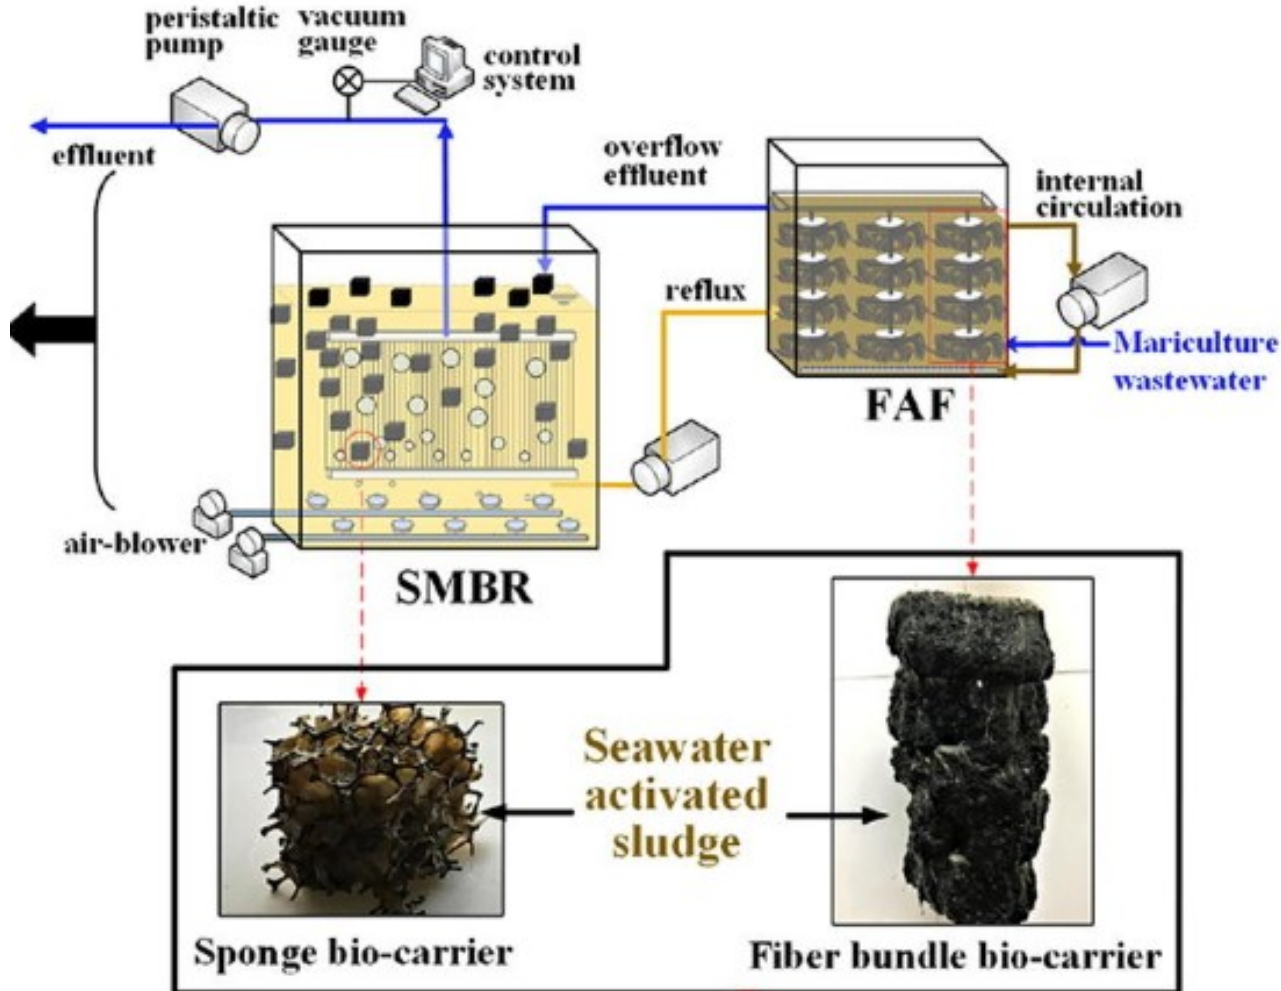 peristaltic
pump
vacuum
gauge
control
system
effluent
overflow
effluent
internal
circulation
reflux
Mariculture
wastewater
FAF
air-blower
SMBR
Seawater
activated
sludge
Sponge bio-carrier
Fiber bundle bio-carrier